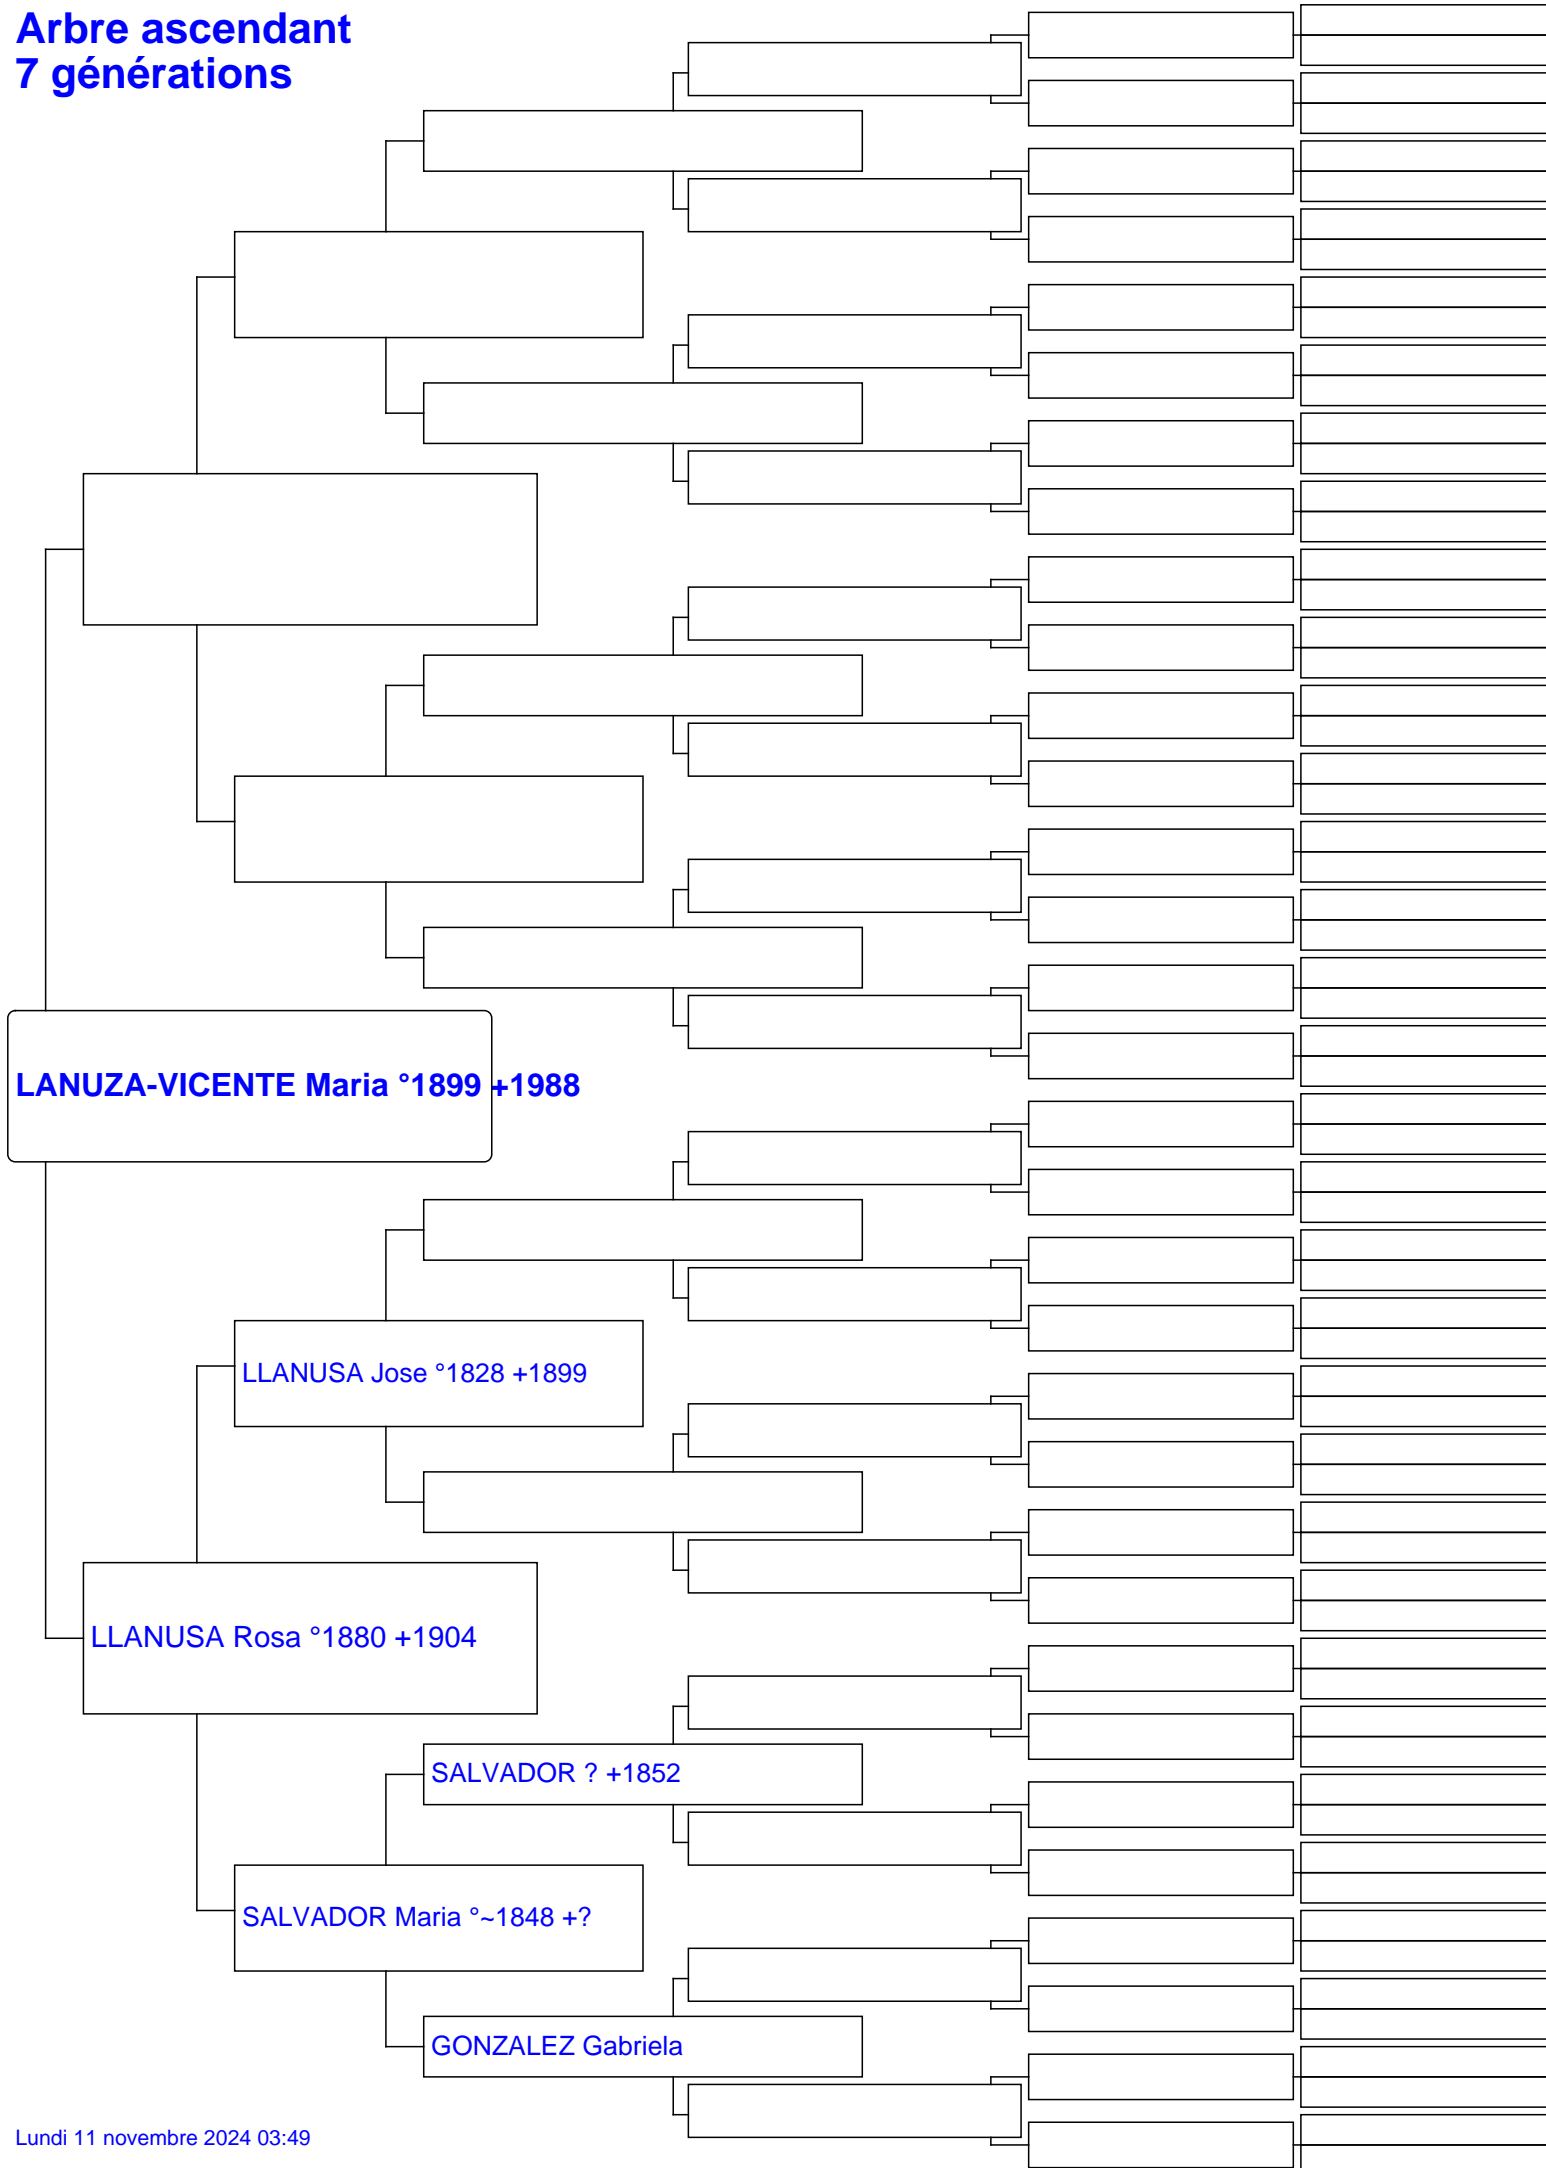 Arbre ascendant
7 générations
LANUZA-VICENTE Maria °1899 +1988
LLANUSA Jose °1828 +1899
LLANUSA Rosa °1880 +1904
SALVADOR ? +1852
SALVADOR Maria °~1848 +?
GONZALEZ Gabriela
Lundi 11 novembre 2024 03:49